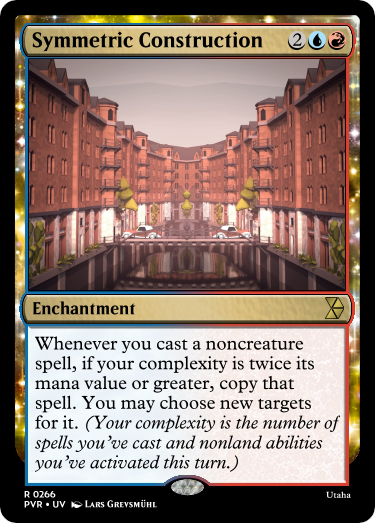 Symmetric Construction 2
Enchantment
Whenever you cast a noncreature
spell, if your complexity is twice its
mana value or greater, copy that
spell. You may choose new targets
for it. (Your complexity is the number of
spells you've cast and nonland abilities
you've activated this turn.)
R 0266
PVR • UV Lars Grevsmühl
Utaha